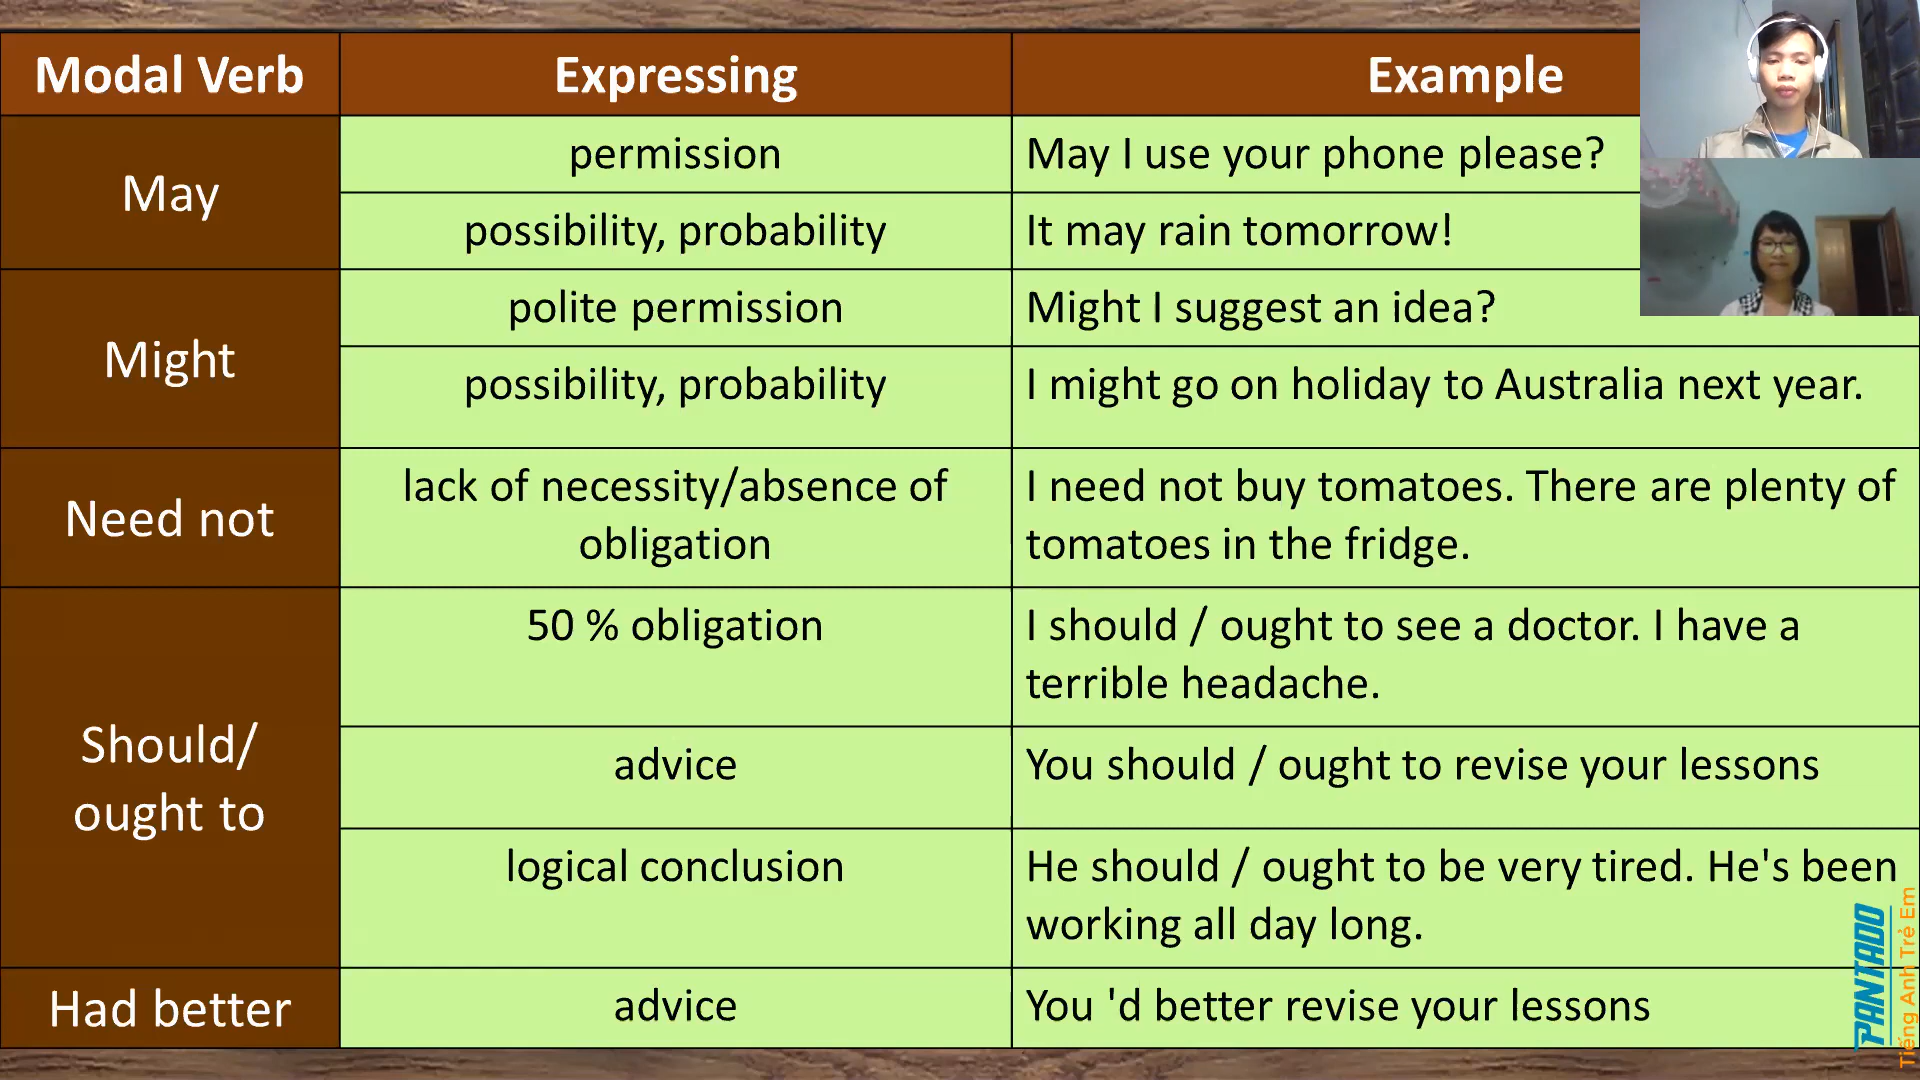 Modal Verb
Expressing
Example
May
permission
May I use your phone please?
possibility, probability
It may rain tomorrow!
Might
polite permission
Might I suggest an idea?
possibility, probability
I might go on holiday to Australia next year.
Need not
lack of necessity/absence of
obligation
I need not buy tomatoes. There are plenty of
tomatoes in the fridge.
Should/
ought to
50 % obligation
I should / ought to see a doctor. I have a
terrible headache.
advice
You should / ought to revise your lessons
logical conclusion
He should / ought to be very tired. He's been
working all day long.
Had better
advice
You 'd better revise your lessons
PANTADO
Tiếng Anh Trẻ Em